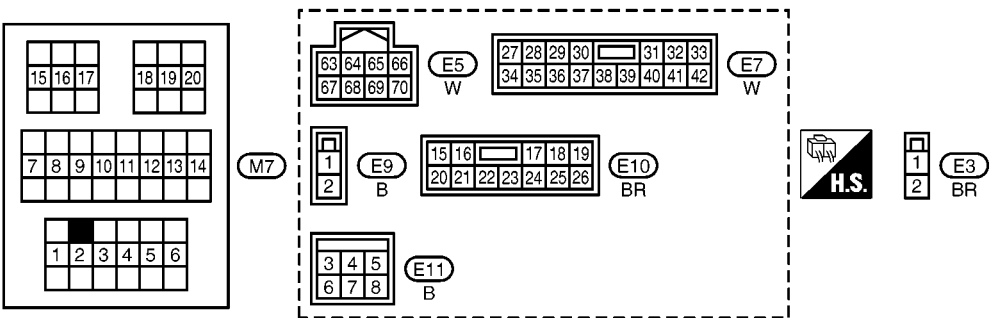 15 16 17 18 19 20
7 8 9 10 11 12 13 14
M7
1 2 3 4 5 6
63 64 65 66
67 68 69 70
E5
W
27 28 29 30 31 32 33
34 35 36 37 38 39 40 41 42
E7
W
1
2
E9
B
15 16 17 18 19
20 21 22 23 24 25 26
E10
BR
3 4 5
6 7 8
E11
B
H.S.
1
2
E3
BR